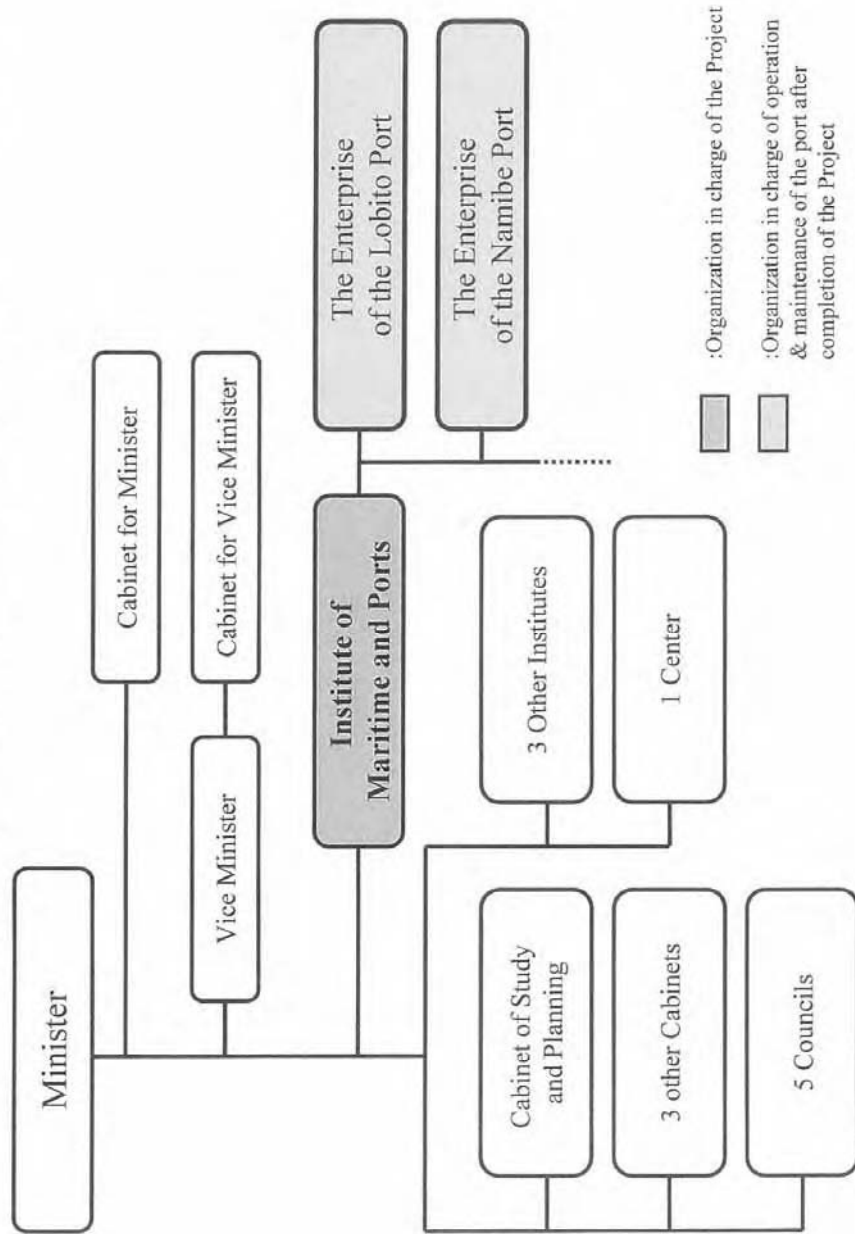 Minister
Cabinet for Minister
Vice Minister
Cabinet for Vice Minister
Institute of
Maritime and Ports
The Enterprise
of the Lobito Port
The Enterprise
of the Namibe Port
Cabinet of Study
and Planning
3 other Cabinets
5 Councils
3 Other Institutes
1 Center
:Organization in charge of the Project
:Organization in charge of operation
& maintenance of the port after
completion of the Project